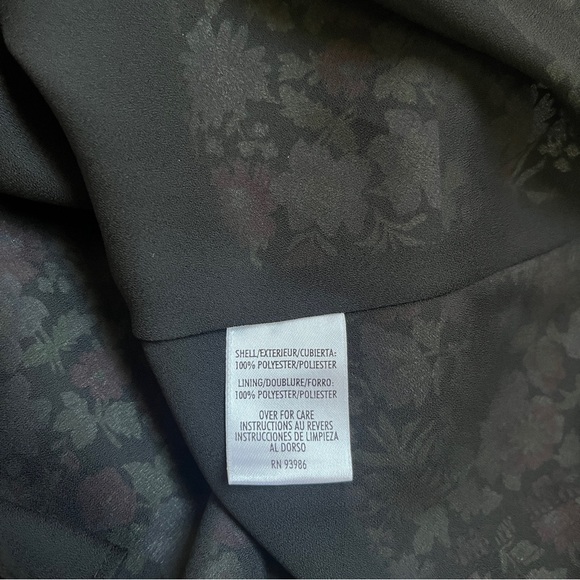 SHELL/EXTERIEUR/CUBIERTA:
100% POLYESTER/POLIESTER
LINING/DOUBLURE/FORRO:
100% POLYESTER/POLIESTER
OVER FOR CARE
INSTRUCTIONS AU REVERS
INSTRUCCIONES DE LIMPIEZA
AL DORSO
RN 93986